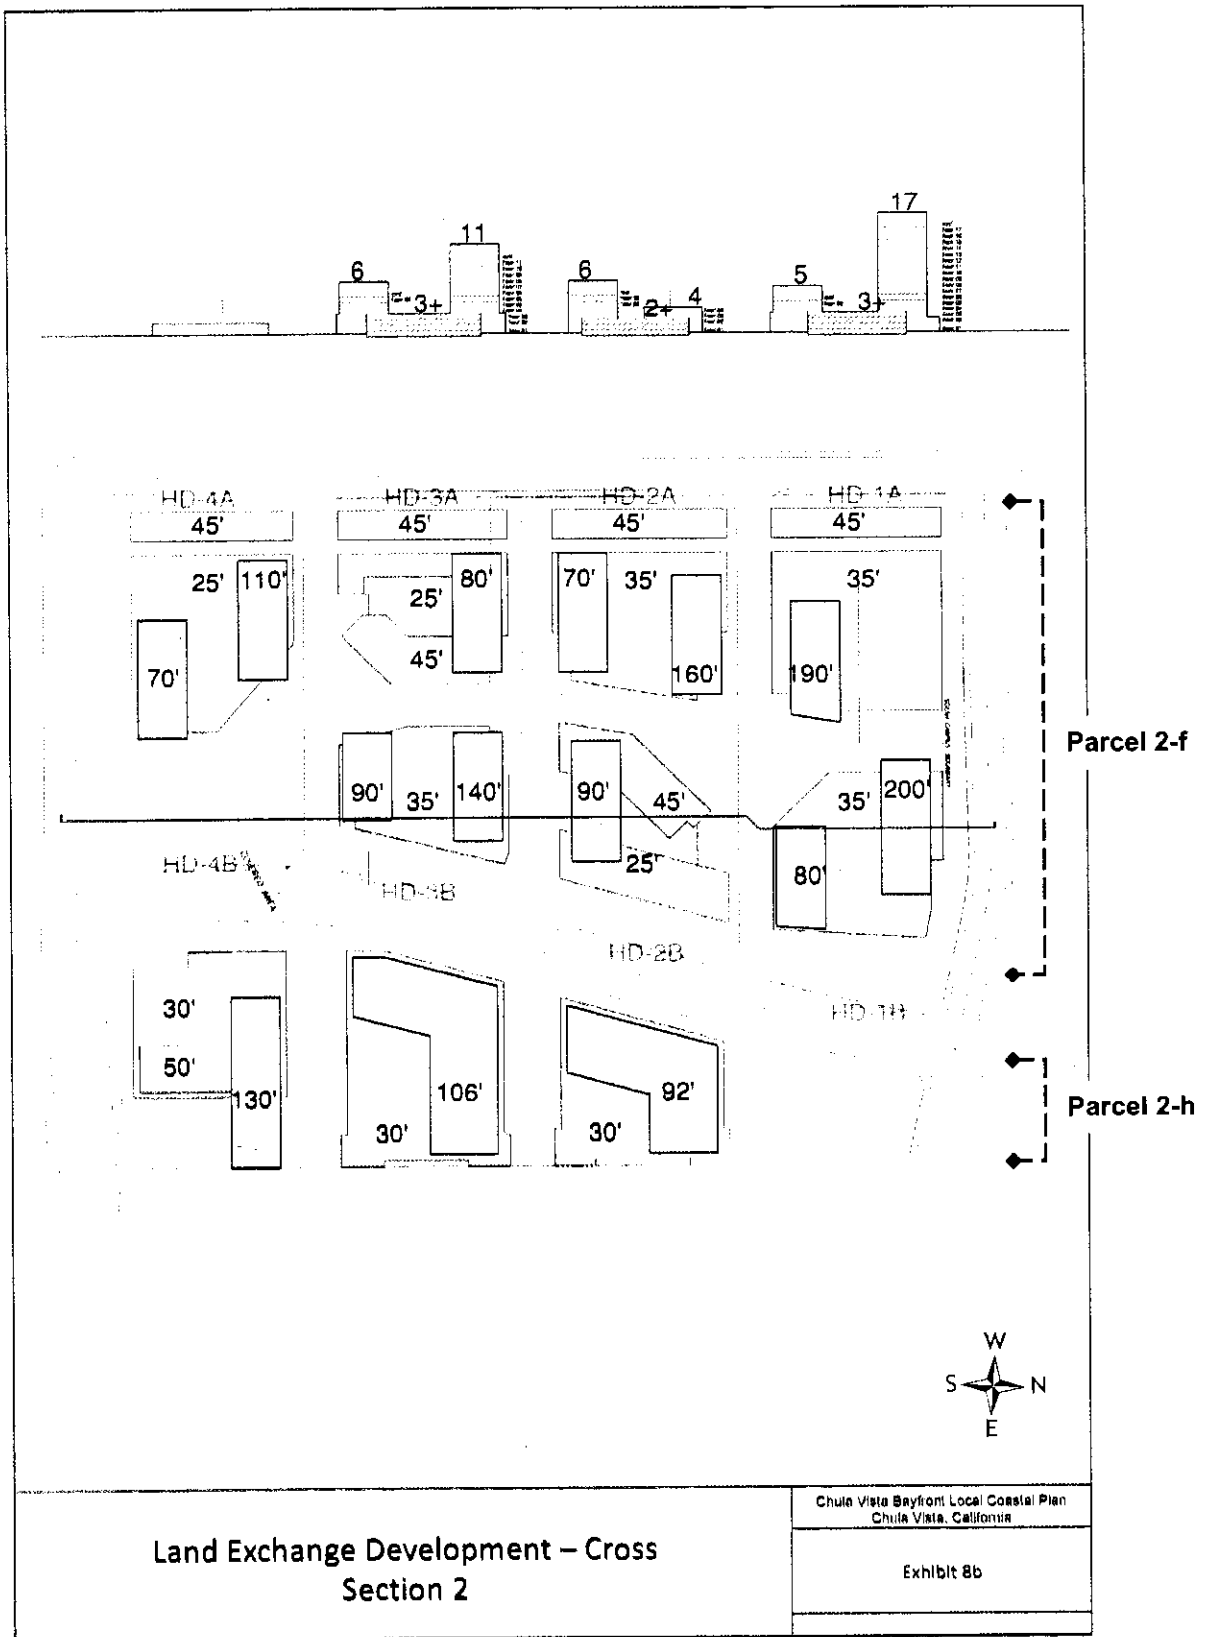 17
11
6
6
5
3+
2+
4
3+
HD-4A
HD-3A
HD-2A
HD-1A
45'
45'
45'
45'
25'
110'
80'
70'
35'
35'
25'
70'
45'
160'
190'
Parcel 2-f
90'
35'
140'
90'
45'
35'
200'
HD-4B
HD-3B
25'
80'
HD-2B
30'
HD-1B
50'
130'
106'
92'
Parcel 2-h
30'
30'
W
S
N
E
Land Exchange Development – Cross
Section 2
Chula Vista Bayfront Local Coastal Plan
Chula Vista, California
Exhibit 8b